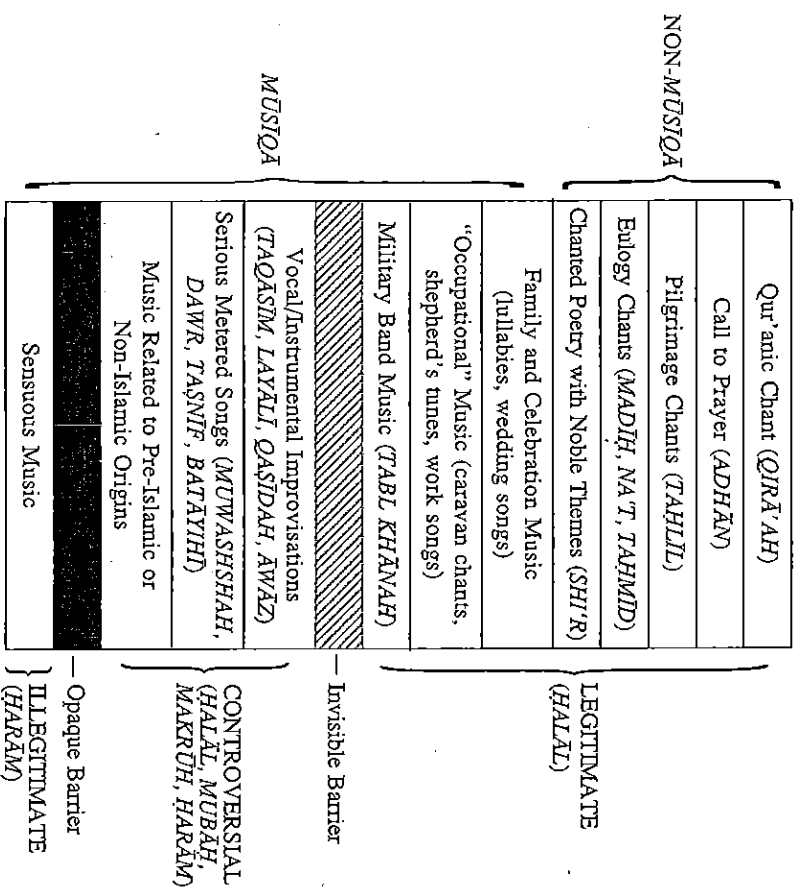 NON-MŪSĪQĀ
MŪSĪQĀ
Qur'anic Chant (QIRĀ'AH)
Call to Prayer (ADHĀN)
Pilgrimage Chants (TAHLĪL)
Eulogy Chants (MADĪḤ, NA'T, TAḤMĪD)
Chanted Poetry with Noble Themes (SHI'R)
Family and Celebration Music
(lullabies, wedding songs)
"Occupational" Music (caravan chants,
shepherd's tunes, work songs)
Military Band Music (ṬABL KHĀNAH)
Vocal/Instrumental Improvisations
(TAQĀSĪM, LAYĀLĪ, QAṢĪDAH, ĀWĀZ)
Serious Metered Songs (MUWASHSHAH,
DAWR, TAṢNĪF, BATĀYIHĪ)
Music Related to Pre-Islamic or
Non-Islamic Origins
Sensuous Music
LEGITIMATE
(ḤALĀL)
— Invisible Barrier
CONTROVERSIAL
(ḤALĀL, MUBĀḤ,
MAKRŪH, ḤARĀM)
— Opaque Barrier
ILLEGITIMATE
(ḤARĀM)